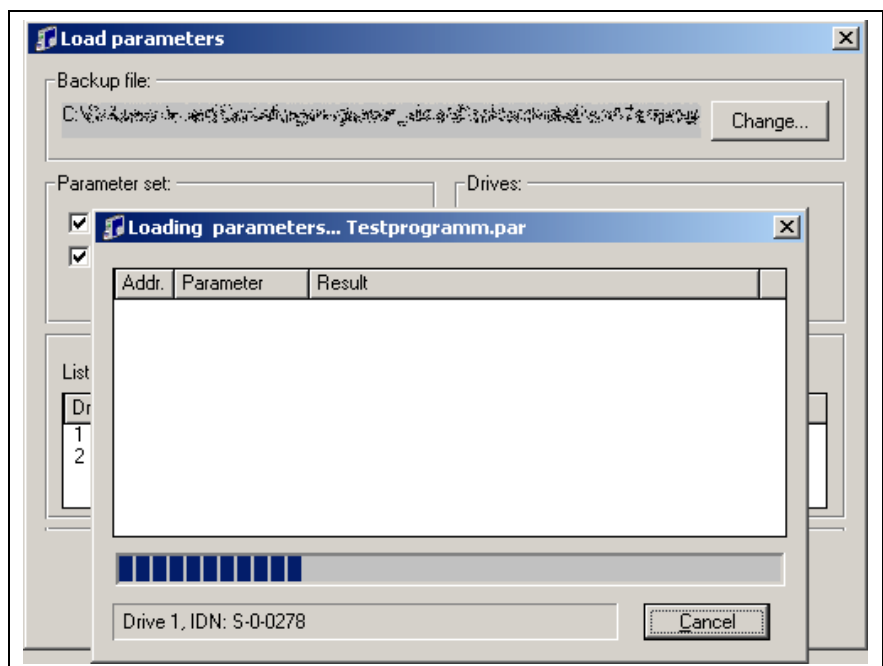 Load parameters
Backup file:
C:\
Change...
Parameter set:
Drives:
Loading parameters... Testprogramm.par
Addr. Parameter Result
List
Dr
1
2
Drive 1, IDN: S-0-0278
Cancel